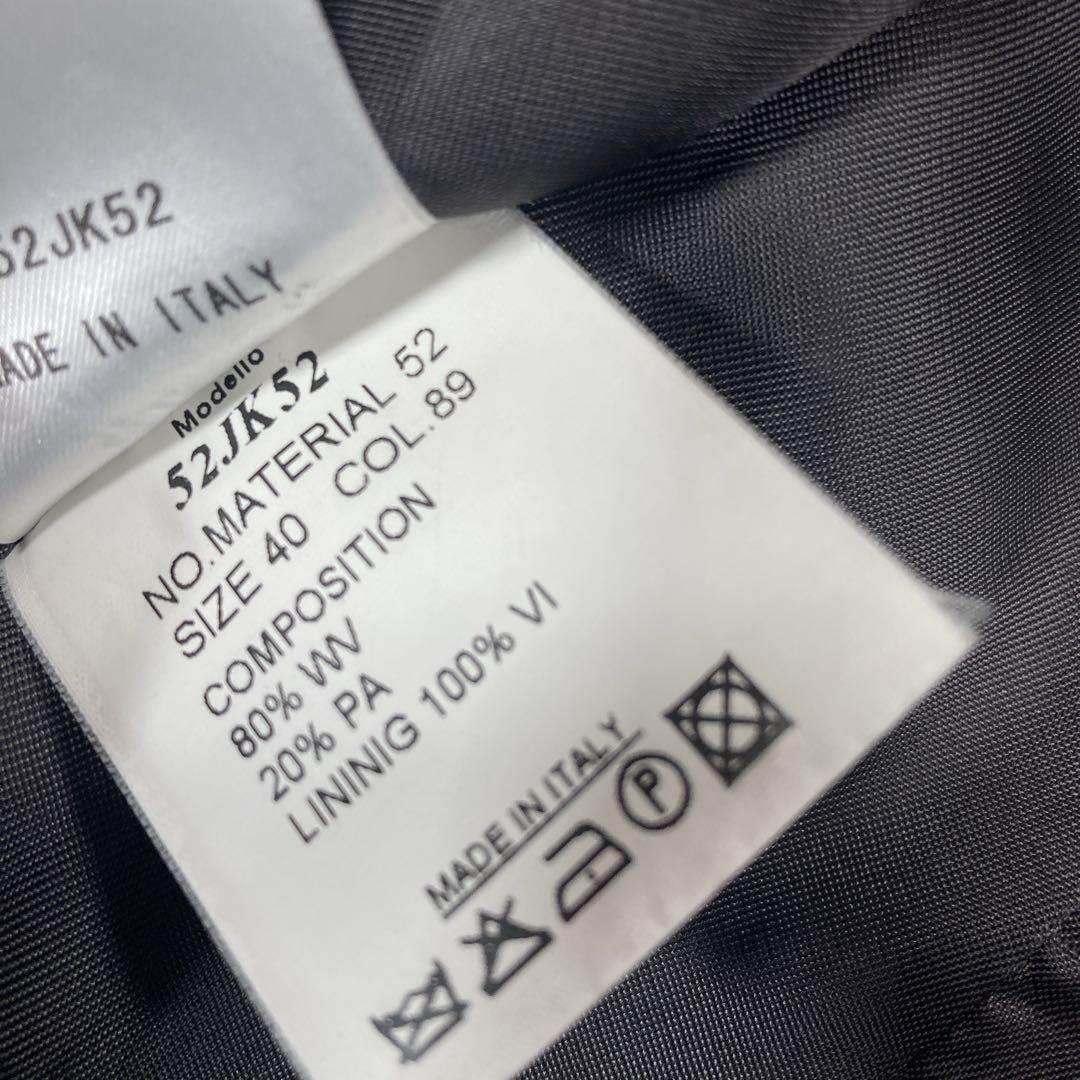 52JK52
MADE IN ITALY
Modello
52JK52
NO.MATERIAL 52
SIZE 40 COL.89
COMPOSITION
80% WV
20% PA
LININIG 100% VI
MADE IN ITALY
P